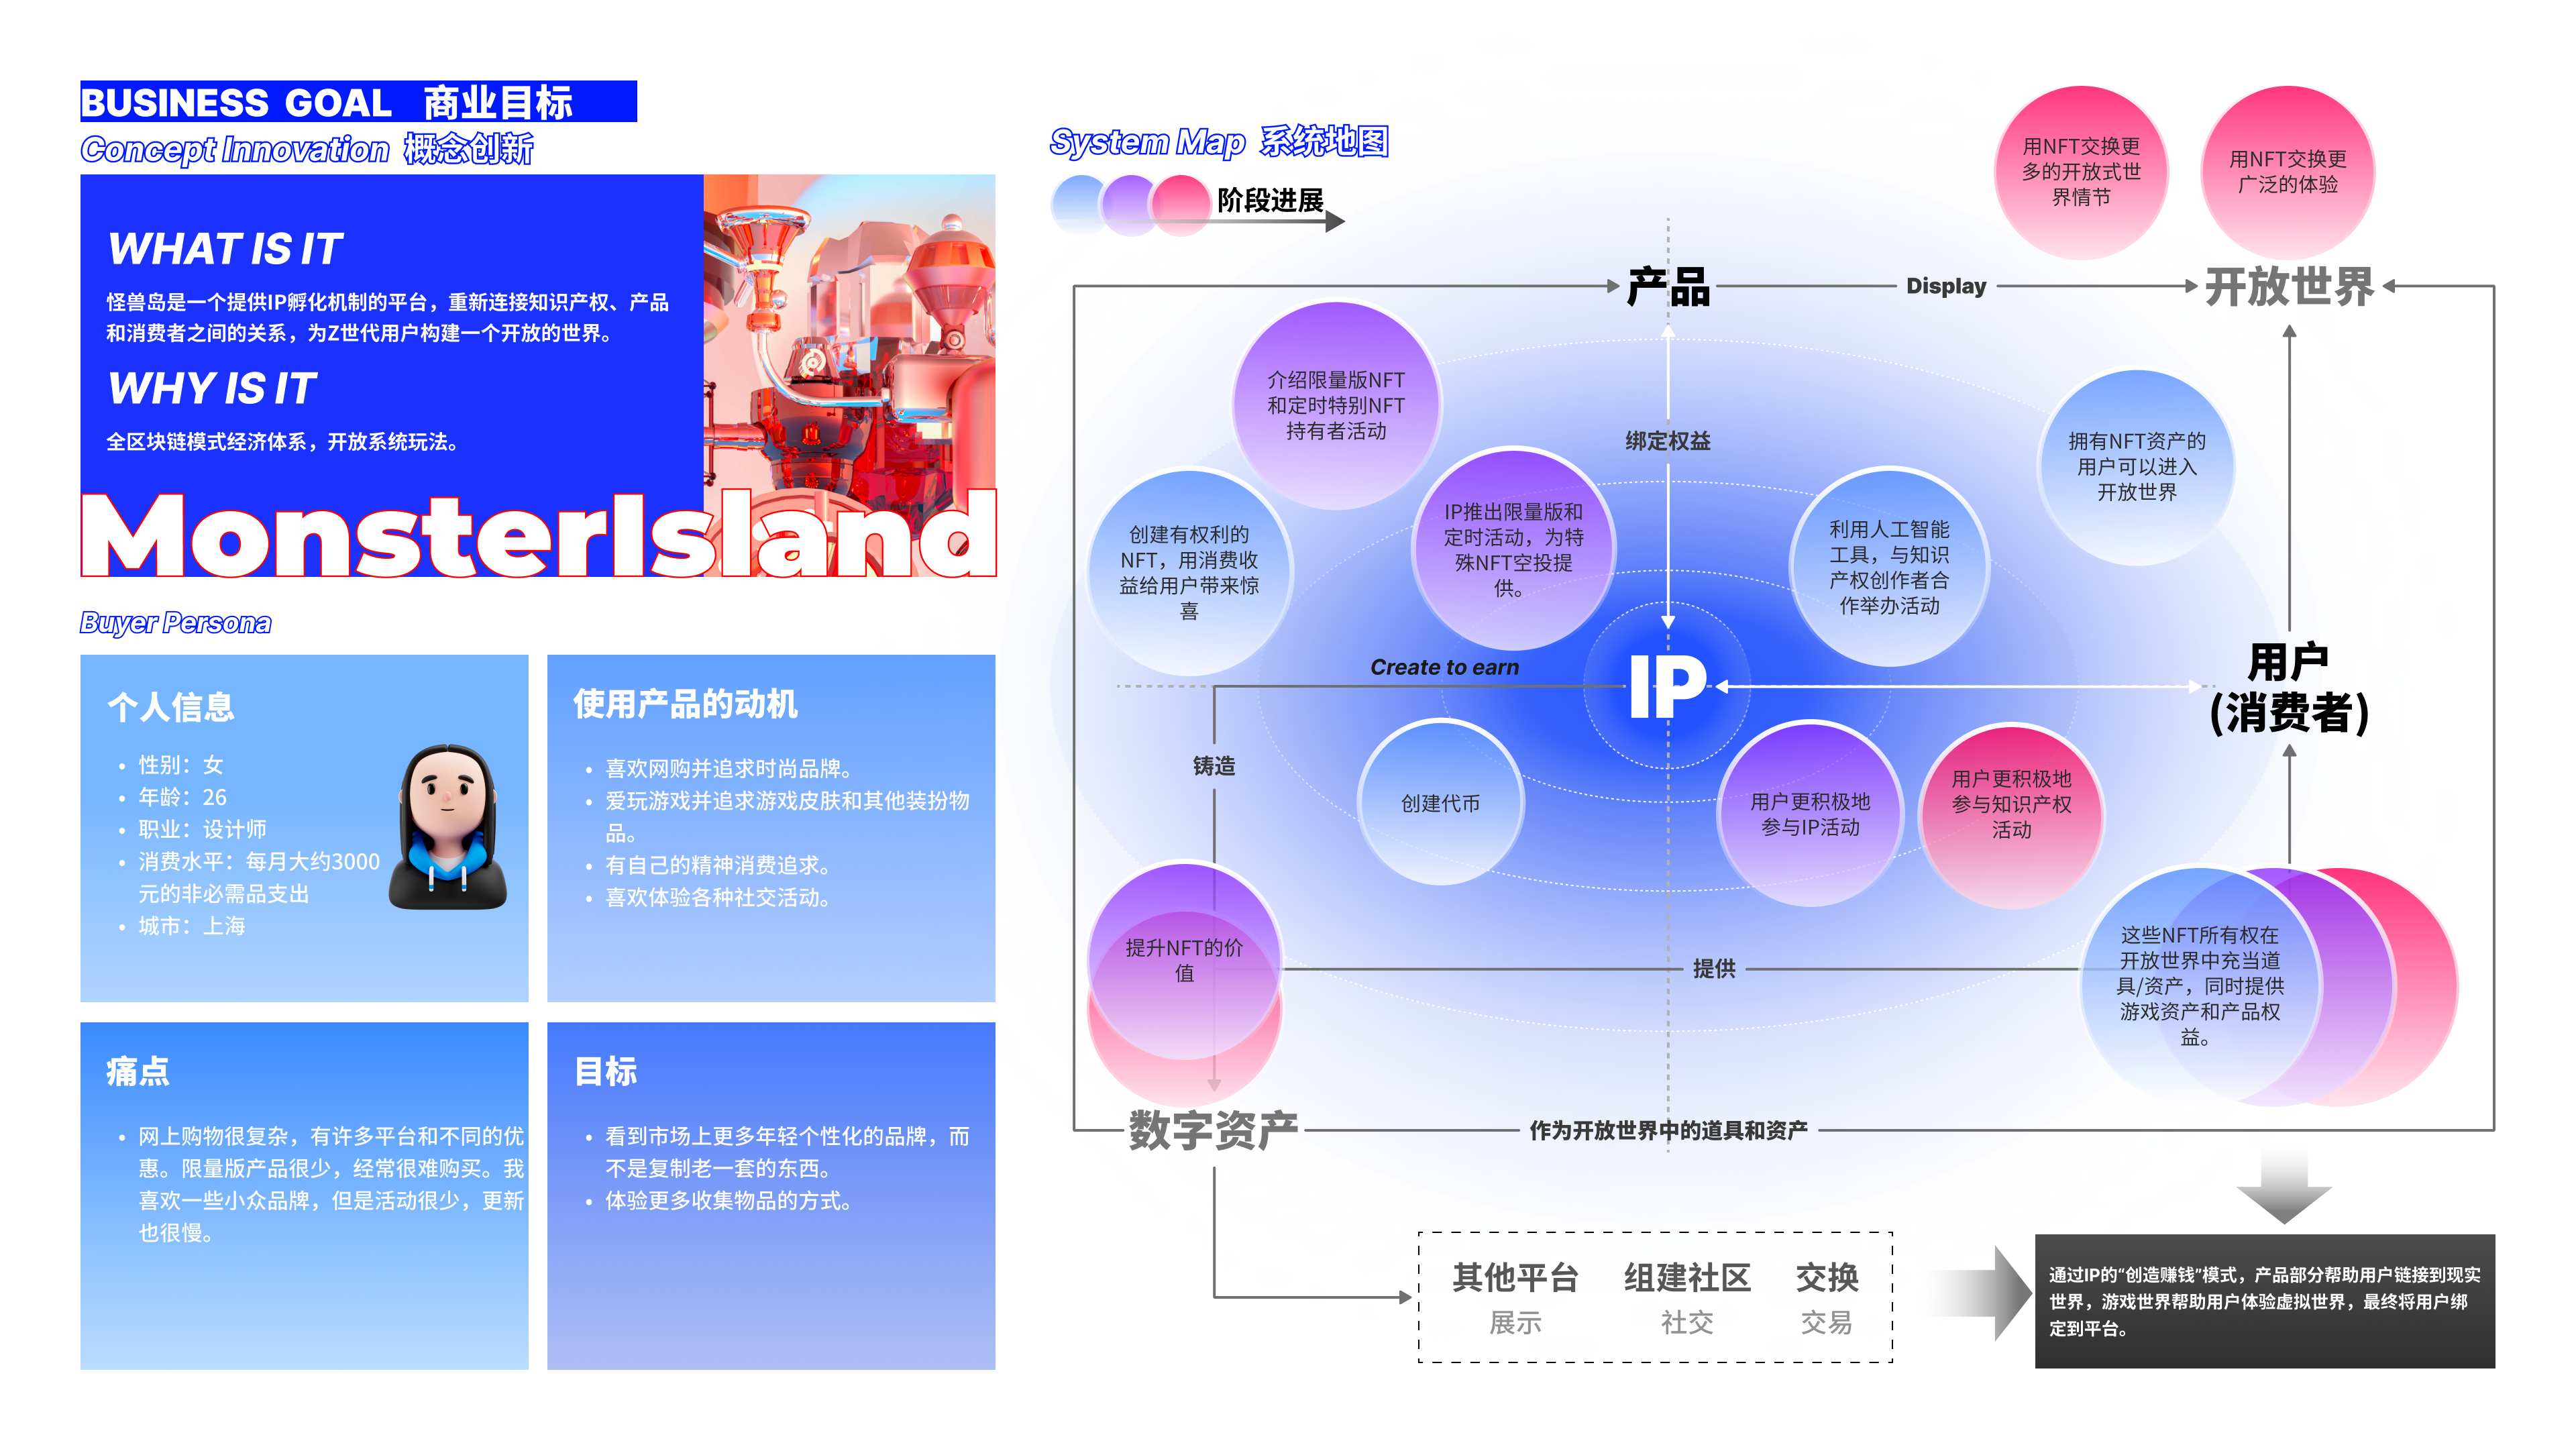 BUSINESS GOAL 商业目标
Concept Innovation 概念创新
WHAT IS IT
怪兽岛是一个提供IP孵化机制的平台，重新连接知识产权、产品
和消费者之间的关系，为Z世代用户构建一个开放的世界。
WHY IS IT
全区块链模式经济体系，开放系统玩法。
MonsterIsland
Buyer Persona
个人信息
• 性别：女
• 年龄：26
• 职业：设计师
• 消费水平：每月大约3000
元的非必需品支出
• 城市：上海
使用产品的动机
• 喜欢网购并追求时尚品牌。
• 爱玩游戏并追求游戏皮肤和其他装扮物
品。
• 有自己的精神消费追求。
• 喜欢体验各种社交活动。
痛点
• 网上购物很复杂，有许多平台和不同的优
惠。限量版产品很少，经常很难购买。我
喜欢一些小众品牌，但是活动很少，更新
也很慢。
目标
• 看到市场上更多年轻个性化的品牌，而
不是复制老一套的东西。
• 体验更多收集物品的方式。
System Map 系统地图
阶段进展
用NFT交换更
多的开放式世
界情节
用NFT交换更
广泛的体验
产品
Display
开放世界
介绍限量版NFT
和定时特别NFT
持有者活动
绑定权益
拥有NFT资产的
用户可以进入
开放世界
创建有权利的
NFT，用消费收
益给用户带来惊
喜
IP推出限量版和
定时活动，为特
殊NFT空投提
供。
利用人工智能
工具，与知识
产权创作者合
作举办活动
Create to earn
IP
用户
(消费者)
铸造
创建代币
用户更积极地
参与IP活动
用户更积极地
参与知识产权
活动
提升NFT的价
值
提供
这些NFT所有权在
开放世界中充当道
具/资产，同时提供
游戏资产和产品权
益。
数字资产
作为开放世界中的道具和资产
其他平台
展示
组建社区
社交
交换
交易
通过IP的“创造赚钱”模式，产品部分帮助用户链接到现实
世界，游戏世界帮助用户体验虚拟世界，最终将用户绑
定到平台。